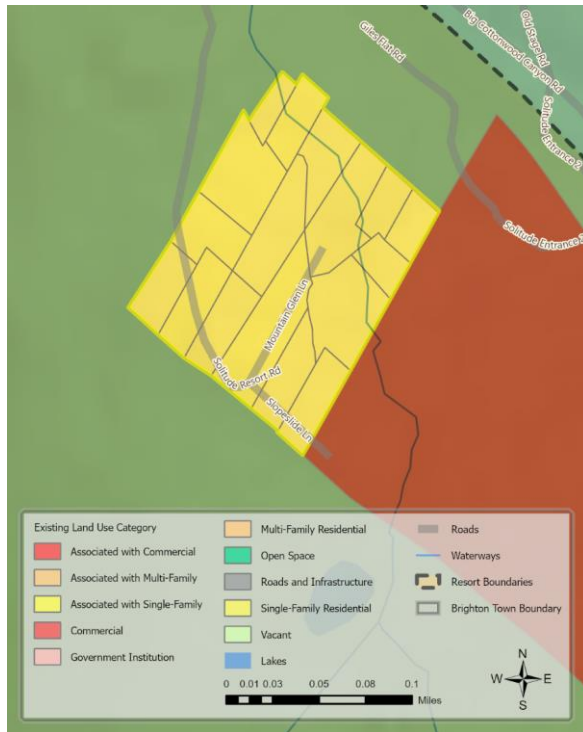 Old Stage Rd
Big Cottonwood Canyon Rd
Giles Flat Rd
Solitude Entrance 2
Solitude Entrance 2
Mountain Glen Ln
Solitude Resort Rd
Slopeslide Ln
Existing Land Use Category
Associated with Commercial
Associated with Multi-Family
Associated with Single-Family
Commercial
Government Institution
Multi-Family Residential
Open Space
Roads and Infrastructure
Single-Family Residential
Vacant
Lakes
Roads
Waterways
Resort Boundaries
Brighton Town Boundary
0 0.01 0.03 0.05 0.08 0.1
Miles
N
W E
S